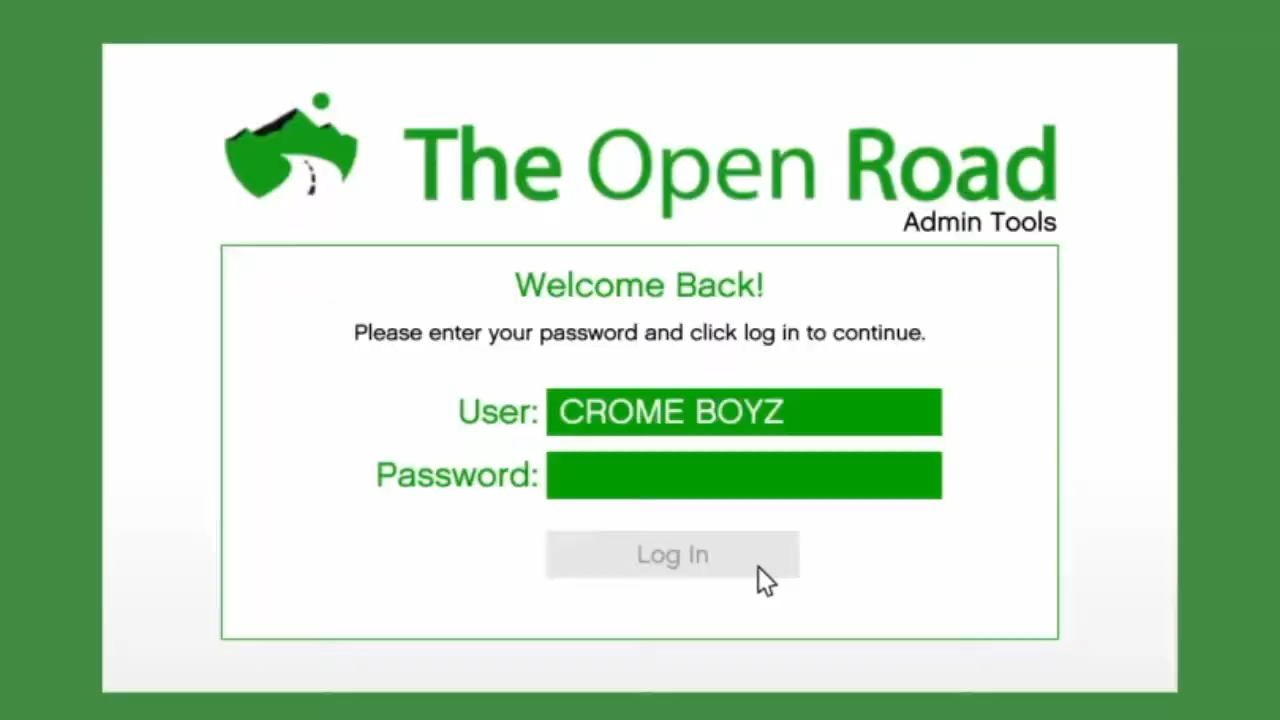 The Open Road
Admin Tools
Welcome Back!
Please enter your password and click log in to continue.
User: CROME BOYZ
Password:
Log In